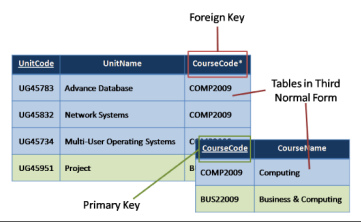 Foreign Key
UnitCode UnitName CourseCode*
UG45783 Advance Database COMP2009
UG45832 Network Systems COMP2009
Tables in Third
Normal Form
UG45734 Multi-User Operating Systems
UG45951 Project B
CourseCode CourseName
COMP2009 Computing
BUS22009 Business & Computing
Primary Key